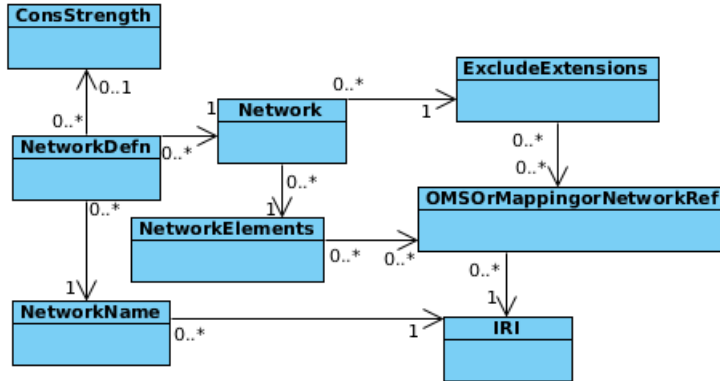 ConsStrength
0..1
0..*
ExcludeExtensions
0..*
1
1
Network
NetworkDefn
0..*
0..*
0..*
0..*
0..*
1
OMSOrMappingorNetworkRef
NetworkElements
0..*
0..*
0..*
1
NetworkName
0..*
1
1
IRI